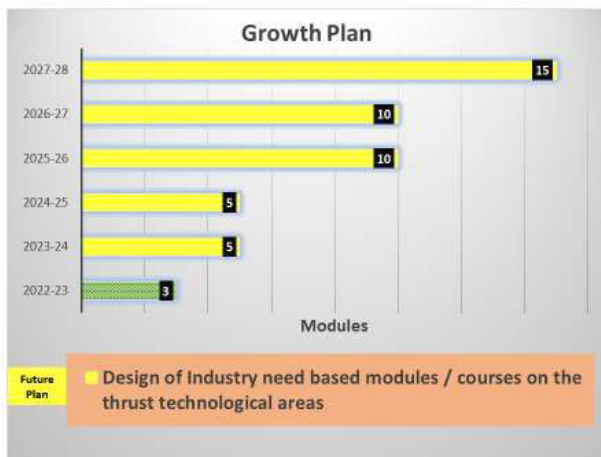 Growth Plan
2027-28 15
2026-27 10
2025-26 10
2024-25 5
2023-24 5
2022-23 3
Modules
Future
Plan
Design of Industry need based modules / courses on the
thrust technological areas